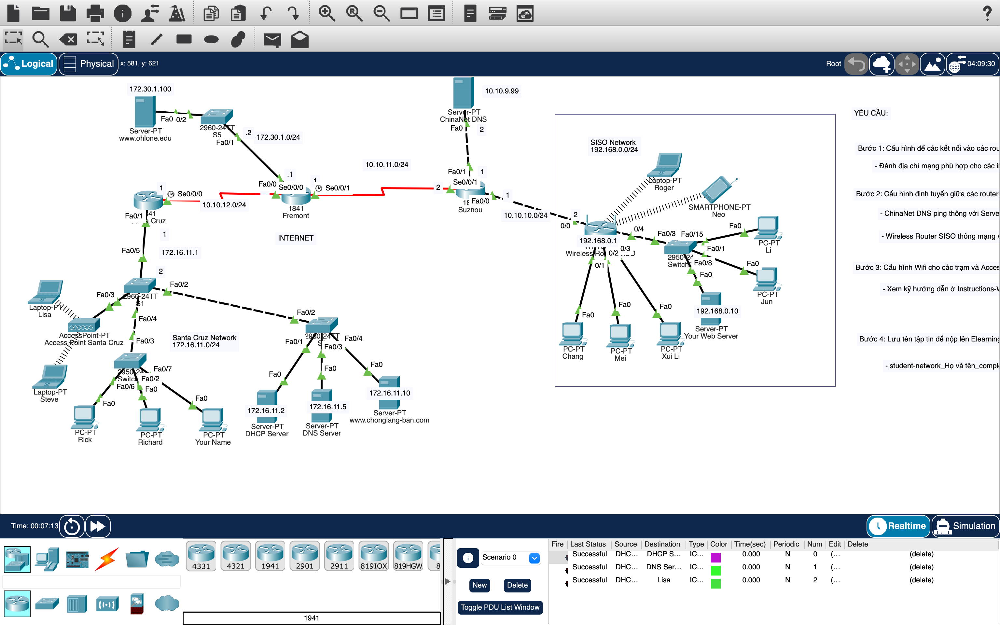 Logical
Physical
x: 581, y: 621
Root
04:09:30
172.30.1.100
Server-PT
www.ohlone.edu
Fa0
0/2
2960-24TT
S5
Fa0/1
.2
172.30.1.0/24
10.10.9.99
Server-PT
ChinaNet DNS
Fa0
2
10.10.11.0/24
Fa0/1
1
Se0/0/1
2
Fa0/0
Suzhou
1
10.10.10.0/24
2
0/0
.1
Fa0/0
Se0/0/0
1
Se0/0/1
1841
Fremont
1
Se0/0/0
10.10.12.0/24
Fa0/1
841
Santa Cruz
INTERNET
1
Fa0/5
172.16.11.1
2
Fa0/2
2960-24TT
S1
Fa0/3
Laptop-PT
Lisa
AccessPoint-PT
Access Point Santa Cruz
Fa0/4
Fa0/3
Santa Cruz Network
172.16.11.0/24
2950-24
Switch
Fa0/7
Fa0/2
Fa0/6
Fa0
Laptop-PT
Steve
Fa0
Fa0
PC-PT
Rick
PC-PT
Richard
PC-PT
Your Name
Fa0/2
2960-24TT
Fa0/1
Fa0/3
Fa0/4
Fa0
Fa0
Fa0
172.16.11.2
Server-PT
DHCP Server
172.16.11.5
Server-PT
DNS Server
172.16.11.10
Server-PT
www.chonglang-ban.com
SISO Network
192.168.0.0/24
Laptop-PT
Roger
SMARTPHONE-PT
Neo
192.168.0.1
Wireless Ro
0/4
0/3
0/2
0/1
Fa0/3
Fa0/15
Fa0/1
Fa0/8
2950-24
Switch
Fa0
PC-PT
Li
Fa0
PC-PT
Jun
Fa0
192.168.0.10
Server-PT
Your Web Server
Fa0
PC-PT
Chang
Fa0
PC-PT
Mei
Fa0
PC-PT
Xui Li
YÊU CẦU:
Bước 1: Cấu hình để các kết nối vào các rou
- Đánh địa chỉ mạng phù hợp cho các i
Bước 2: Cấu hình định tuyến giữa các router
- ChinaNet DNS ping thông với Serve
- Wireless Router SISO thông mạng v
Bước 3: Cấu hình Wifi cho các trạm và Acces
- Xem kỹ hướng dẫn ở Instructions-W
Bước 4: Lưu tên tập tin để nộp lên Elearning
- student-network_Họ và tên_comple
Time: 00:07:13
Realtime
Simulation
4331
4321
1941
2901
2911
819IOX
819HGW
8
1941
Scenario 0
New
Delete
Toggle PDU List Window
Fire Last Status Source Destination Type Color Time(sec) Periodic Num Edit Delete
Successful DHC... DHCP S... IC... 0.000 N 0 (... (delete)
Successful DHC... DNS Ser... IC... 0.000 N 1 (... (delete)
Successful DHC... Lisa IC... 0.000 N 2 (... (delete)